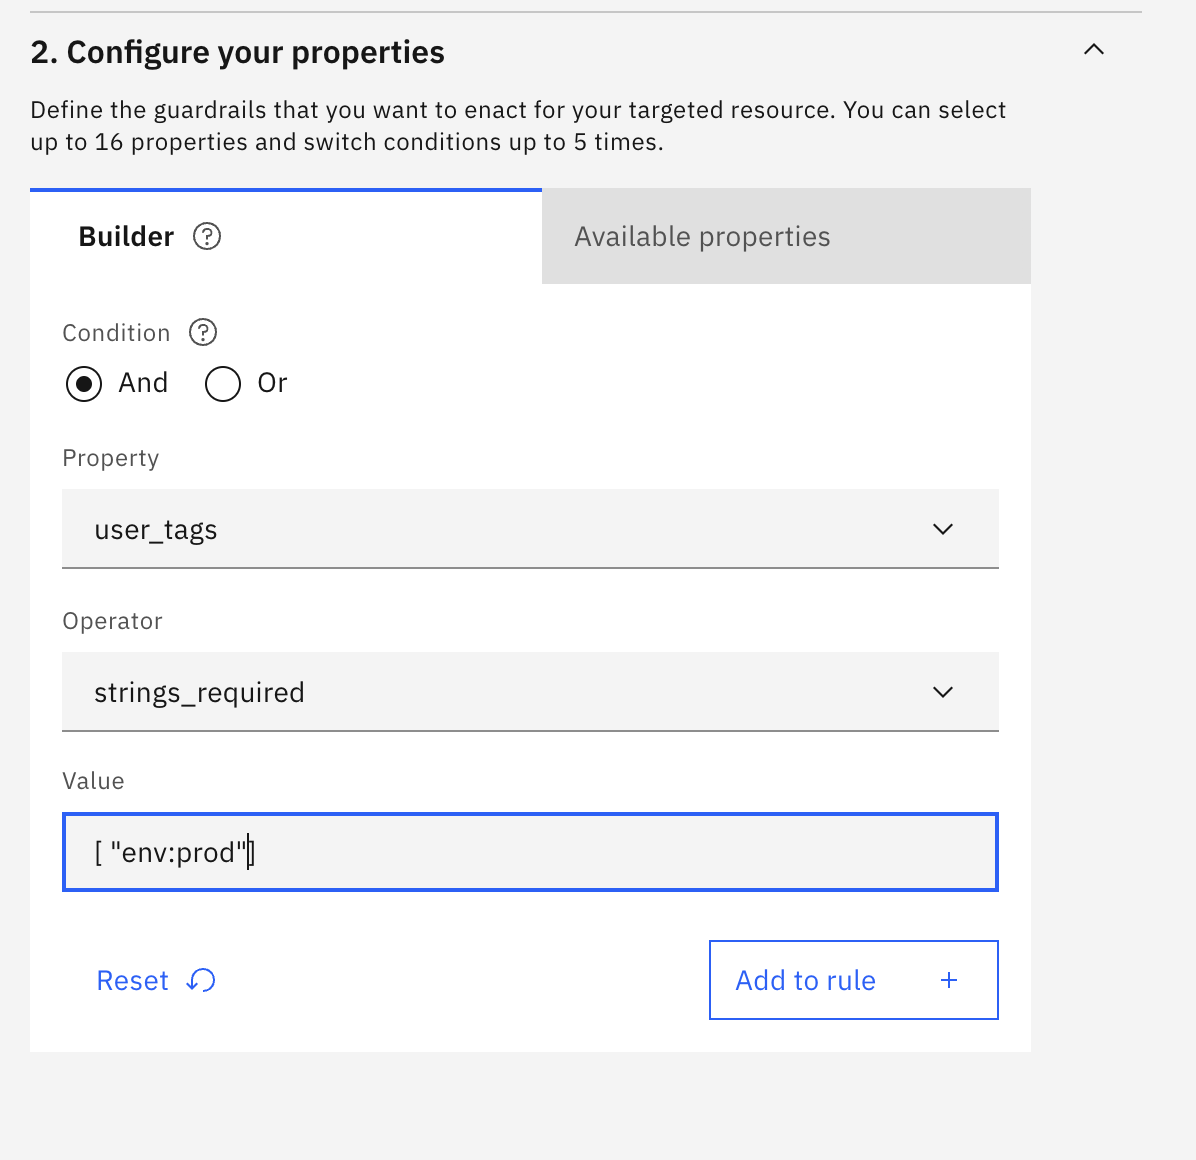 2. Configure your properties
Define the guardrails that you want to enact for your targeted resource. You can select
up to 16 properties and switch conditions up to 5 times.
Builder ?
Available properties
Condition ?
And Or
Property
user_tags
Operator
strings_required
Value
[ "env:prod"]
Reset
Add to rule +